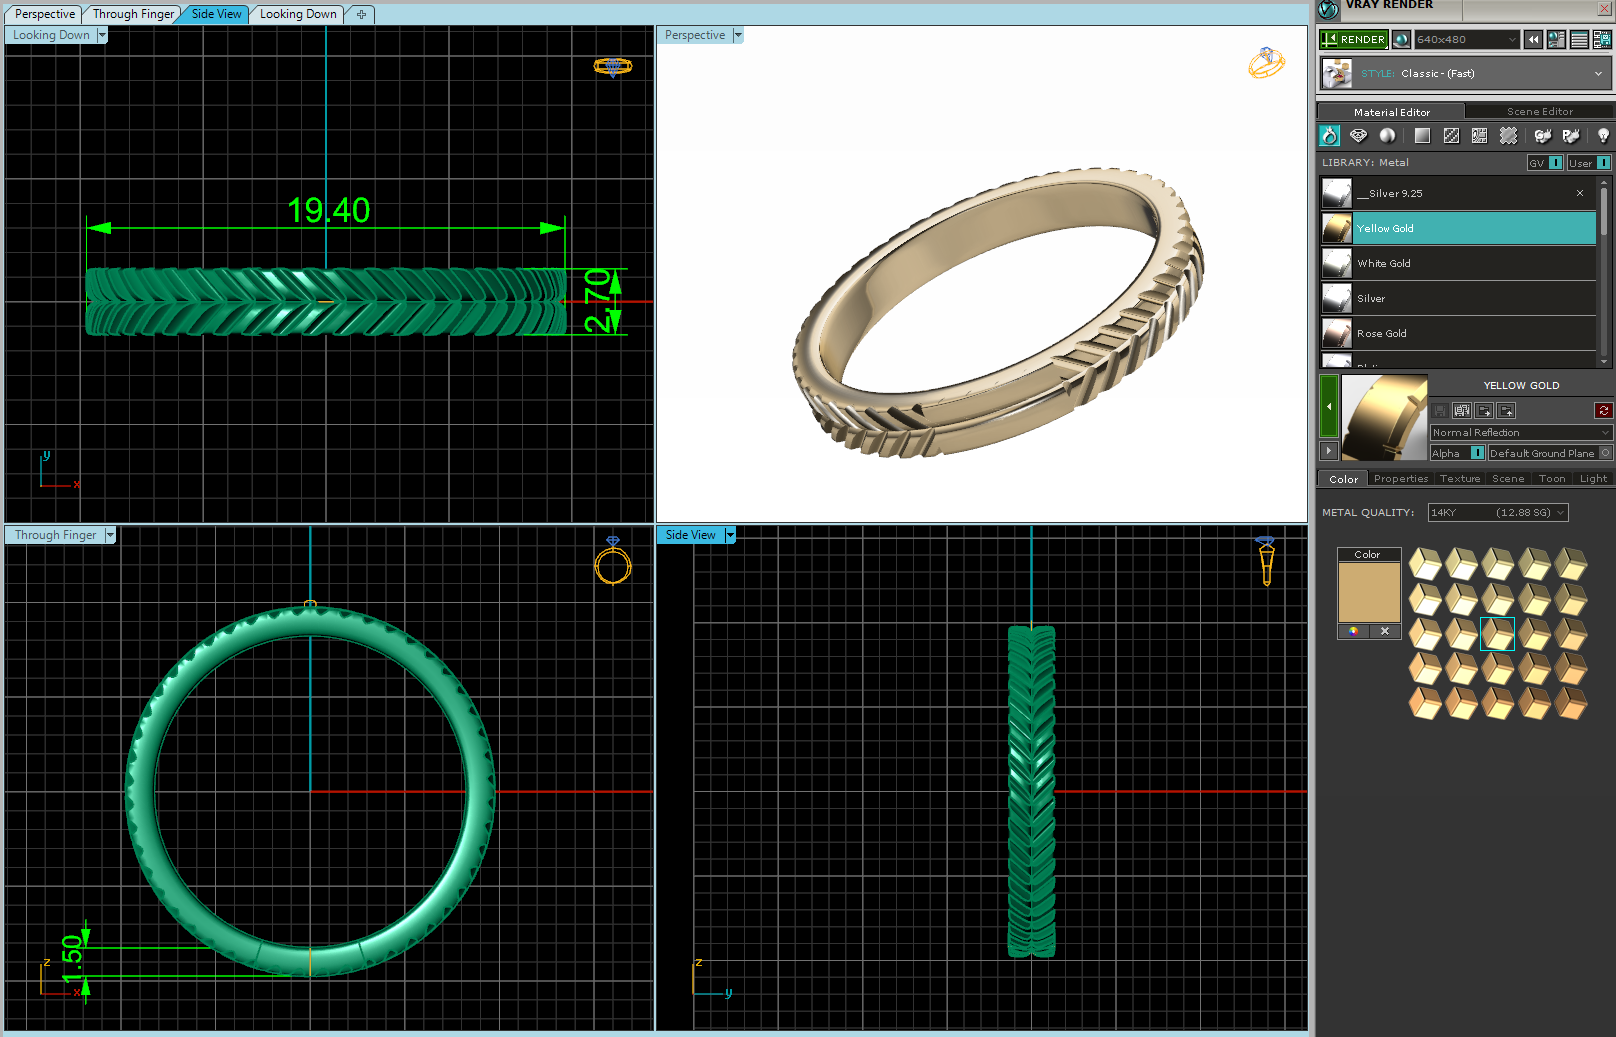 Perspective
Through Finger
Side View
Looking Down
Looking Down
19.40
2.70
y
x
Perspective
Through Finger
1.50
z
x
Side View
z
y
VRAY RENDER
RENDER
640x480
STYLE: Classic - (Fast)
Material Editor
Scene Editor
LIBRARY: Metal
GV
User
__Silver 9.25
Yellow Gold
White Gold
Silver
Rose Gold
YELLOW GOLD
Normal Reflection
Alpha
Default Ground Plane
Color
Properties
Texture
Scene
Toon
Light
METAL QUALITY:
14KY (12.88 SG)
Color